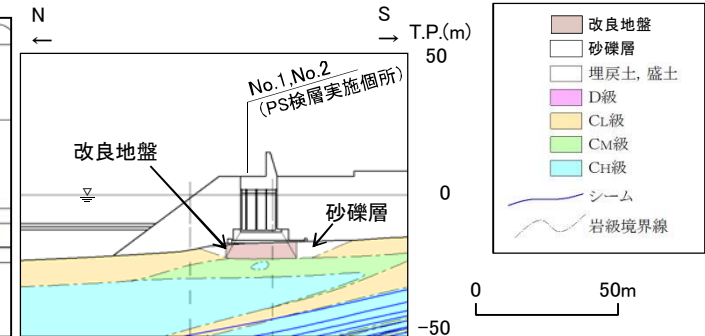 N
S
←
→
T.P.(m)
50
No.1,No.2
(PS検層実施個所)
改良地盤
砂礫層
0
-50
改良地盤
砂礫層
埋戻土, 盛土
D級
CL級
CM級
CH級
シーム
岩級境界線
0 50m